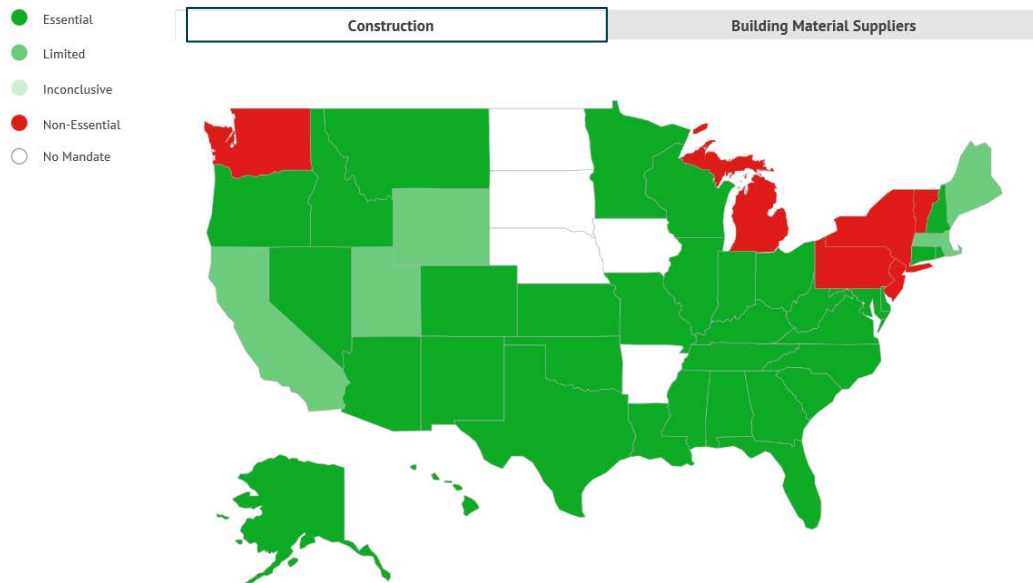 Essential
Limited
Inconclusive
Non-Essential
No Mandate
Construction
Building Material Suppliers